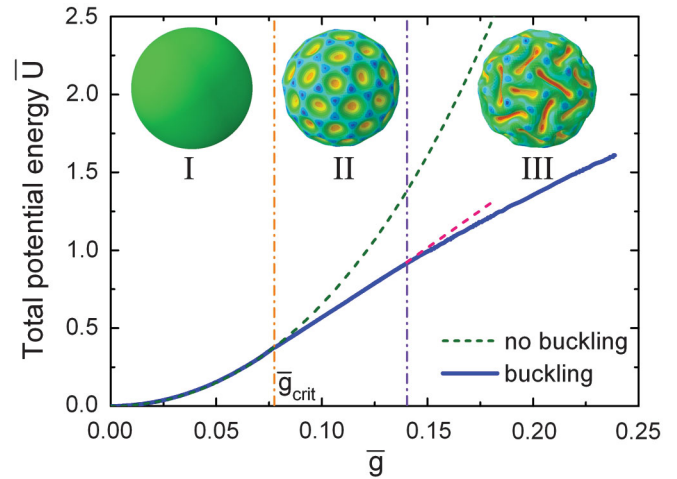 2.5
2.0
1.5
1.0
0.5
0.0
Total potential energy U̅
I
II
III
g̅crit
no buckling
buckling
0.00
0.05
0.10
0.15
0.20
0.25
g̅